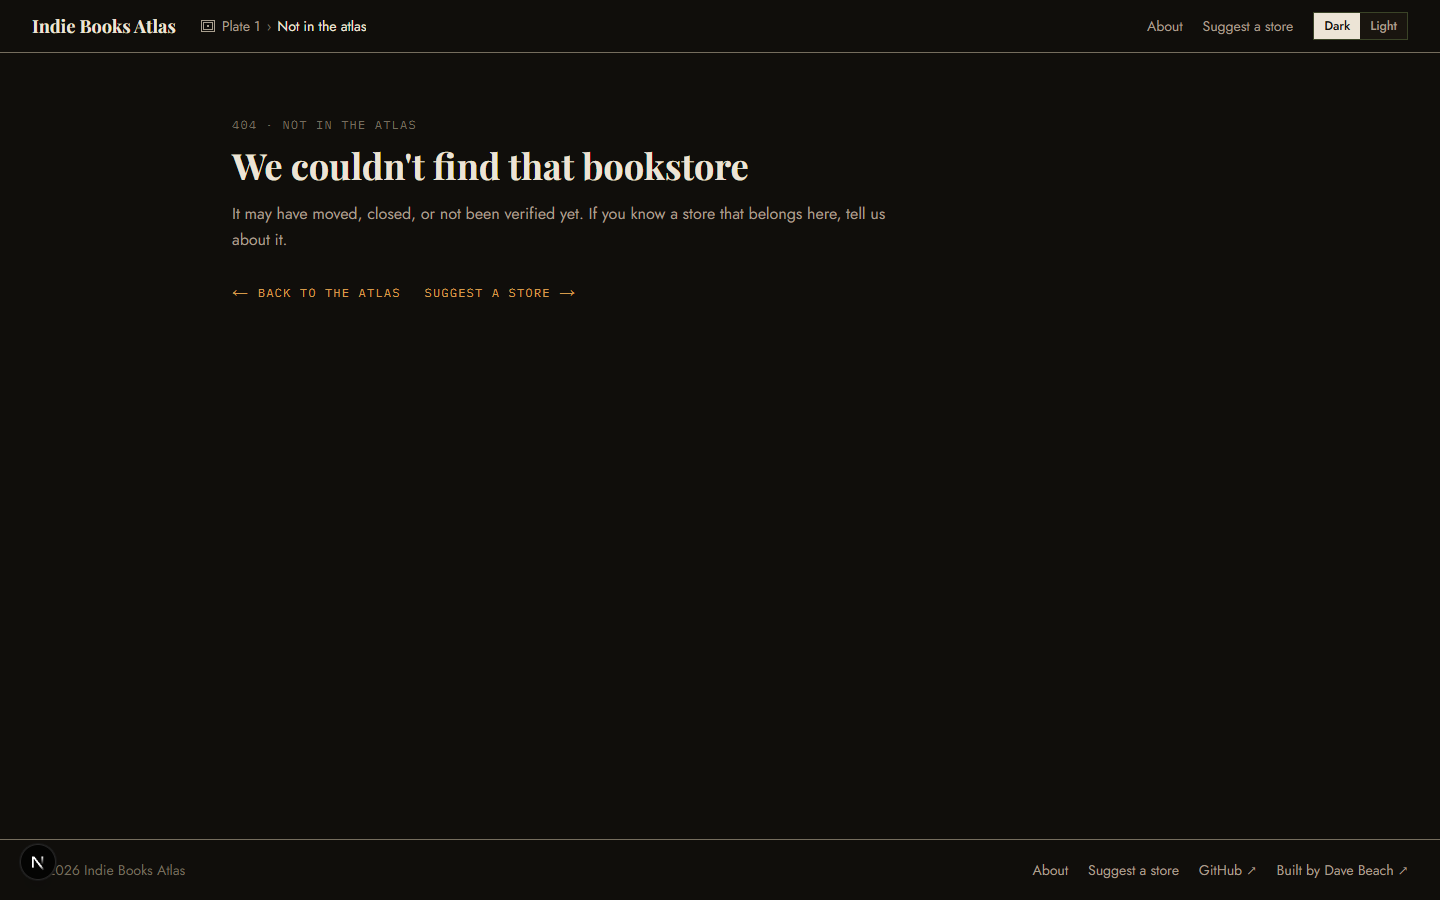 Indie Books Atlas
Plate 1 › Not in the atlas
About
Suggest a store
Dark
Light
404 · NOT IN THE ATLAS
We couldn't find that bookstore
It may have moved, closed, or not been verified yet. If you know a store that belongs here, tell us
about it.
← BACK TO THE ATLAS
SUGGEST A STORE →
N
026 Indie Books Atlas
About
Suggest a store
GitHub ↗
Built by Dave Beach ↗